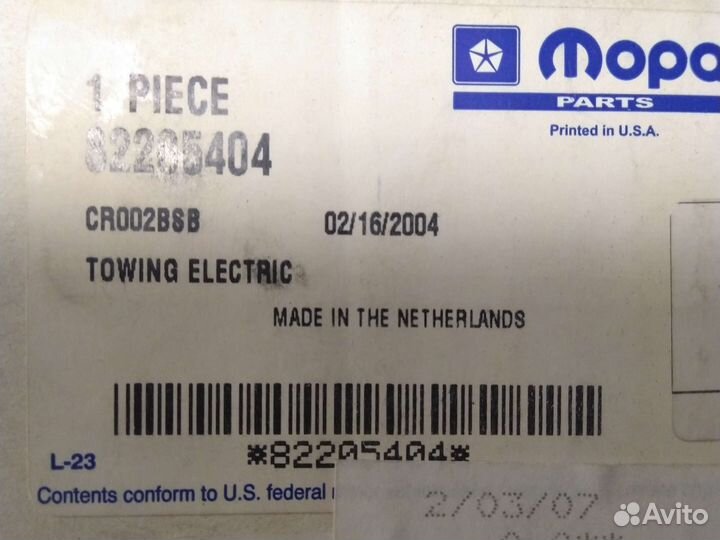 Mopa
PARTS
Printed in U.S.A.
1 PIECE
82205404
CR002BSB 02/16/2004
TOWING ELECTRIC
MADE IN THE NETHERLANDS
*82205404*
L-23
Contents conform to U.S. federal
2/03/07
Avito